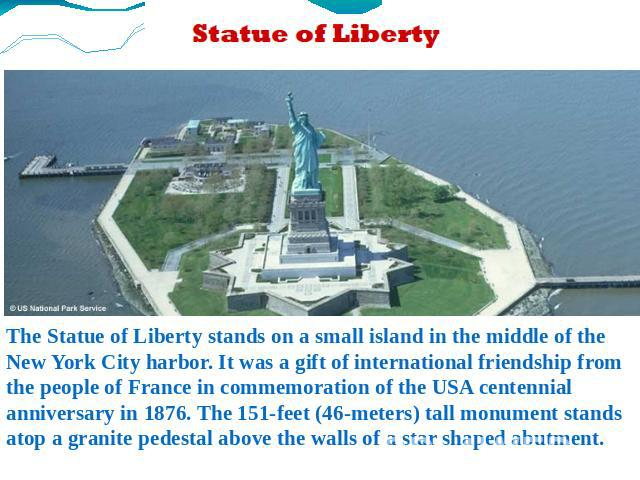 Statue of Liberty
© US National Park Service
The Statue of Liberty stands on a small island in the middle of the
New York City harbor. It was a gift of international friendship from
the people of France in commemoration of the USA centennial
anniversary in 1876. The 151-feet (46-meters) tall monument stands
atop a granite pedestal above the walls of a star shaped abutment.